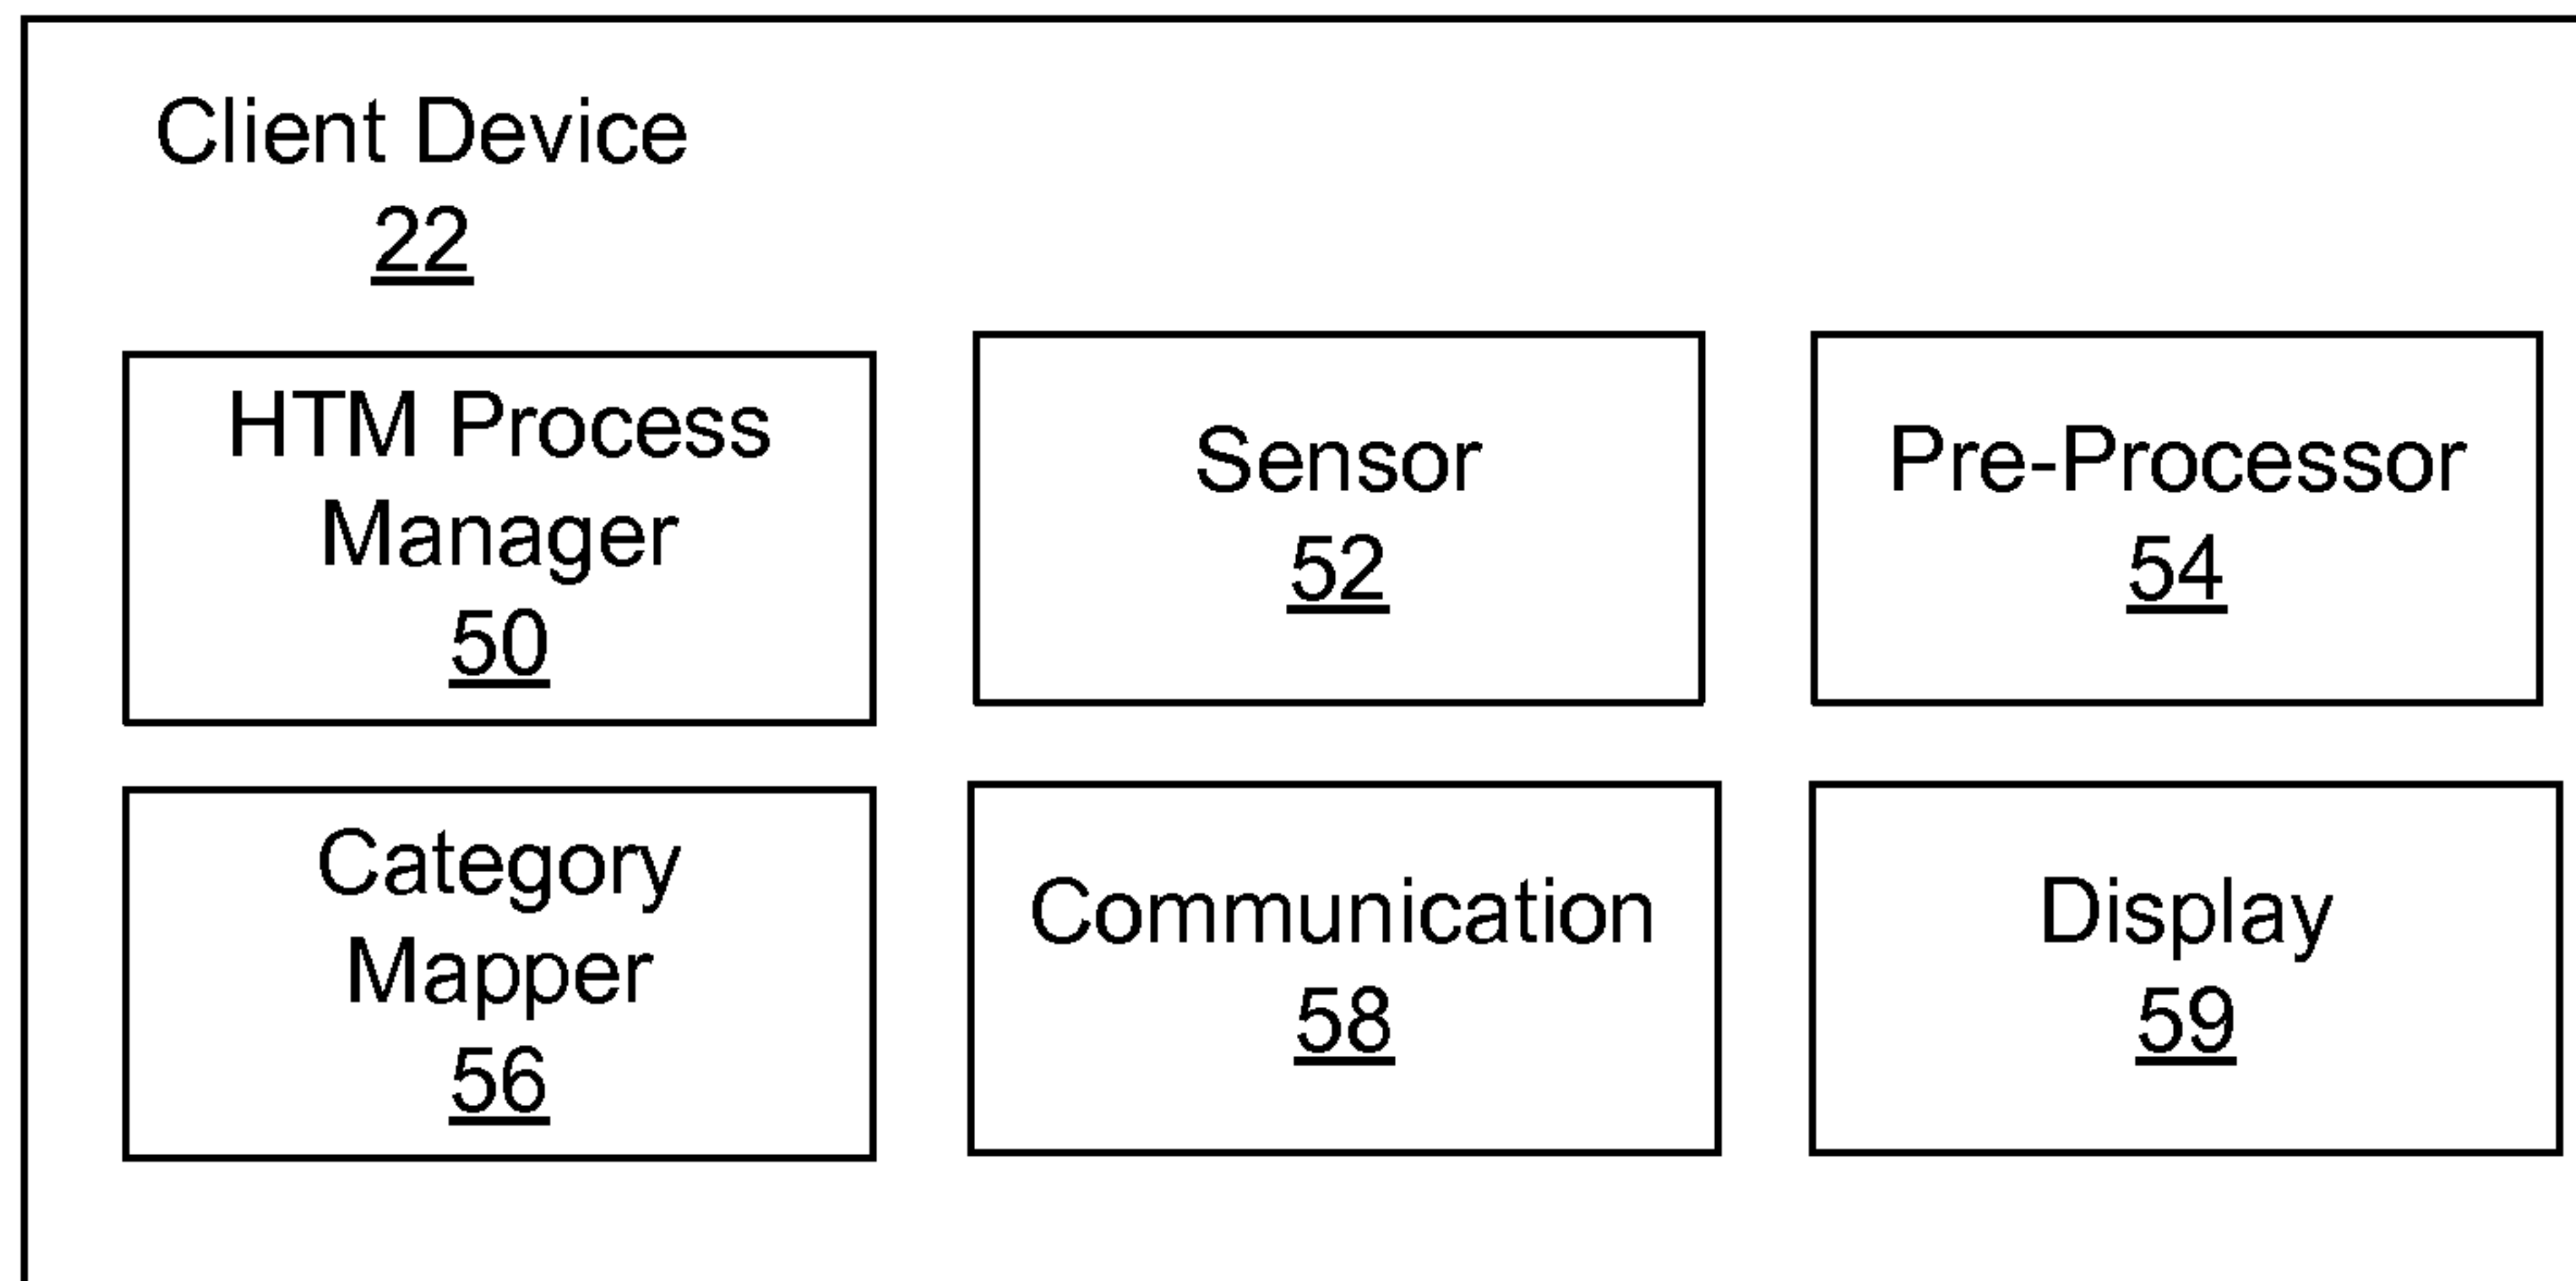 Client Device
22
HTM Process
Manager
50
Sensor
52
Pre-Processor
54
Category
Mapper
56
Communication
58
Display
59